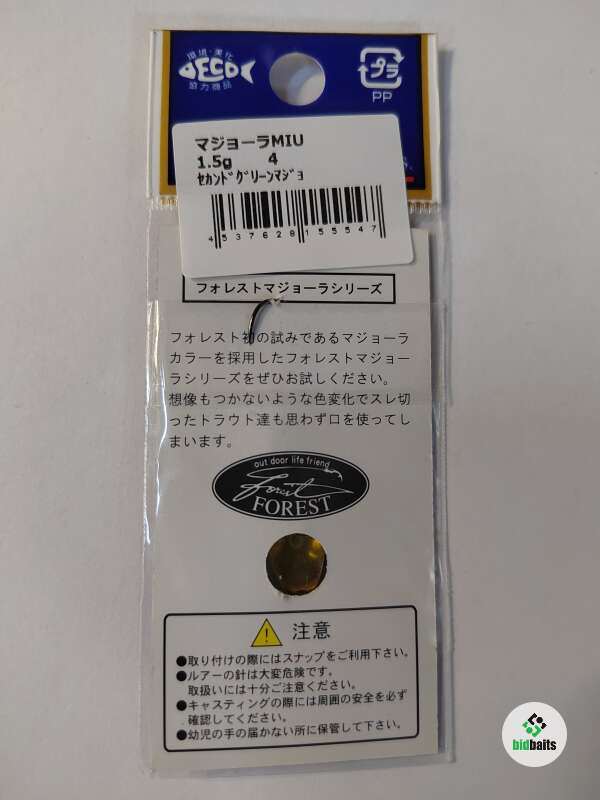 環境・美化
ECO
協力商品
プラ
PP
マジョーラMIU
1.5g 4
ｾｶﾝﾄﾞｸﾞﾘｰﾝﾏｼﾞｮ
4 537628 155547
フォレストマジョーラシリーズ
フォレスト初の試みであるマジョーラ
カラーを採用したフォレストマジョー
ラシリーズをぜひお試しください。
想像もつかないような色変化でスレ切
ったトラウト達も思わず口を使ってし
まいます。
out door life friend
Forest
FOREST
注意
●取り付けの際にはスナップをご利用下さい。
●ルアーの針は大変危険です。
取扱いには十分ご注意ください。
●キャスティングの際には周囲の安全を必ず
確認してください。
●幼児の手の届かない所に保管して下さい。
bidbaits